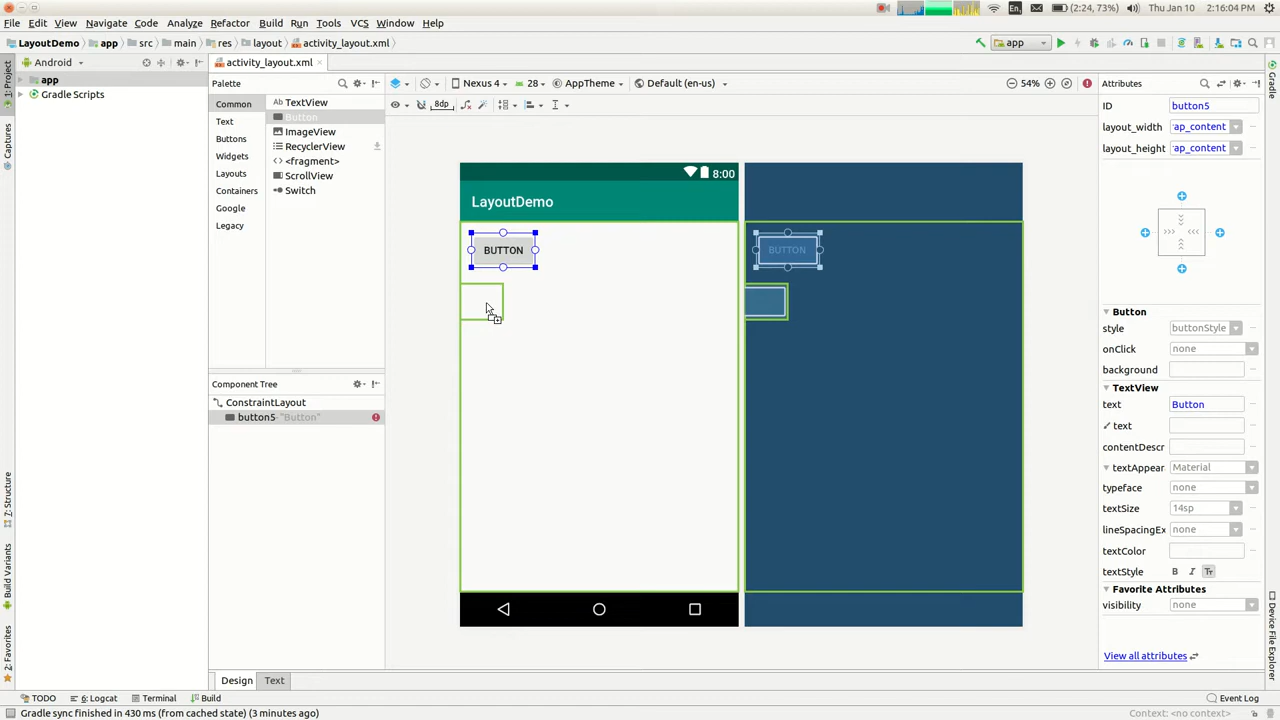 File Edit View Navigate Code Analyze Refactor Build Run Tools VCS Window Help
En (2:24, 73%) Thu Jan 10 2:16:04 PM
LayoutDemo app src main res layout activity_layout.xml
app
1: Project
Captures
7: Structure
Build Variants
2: Favorites
Android
app
Gradle Scripts
activity_layout.xml
Palette
Common
Text
Buttons
Widgets
Layouts
Containers
Google
Legacy
Ab TextView
Button
ImageView
RecyclerView
<fragment>
ScrollView
Switch
Component Tree
ConstraintLayout
button5- "Button"
Nexus 4 28 AppTheme Default (en-us) 54%
8dp
8:00
LayoutDemo
BUTTON
BUTTON
Design Text
Attributes
ID button5
layout_width ap_content
layout_height ap_content
Button
style buttonStyle
onClick none
background
TextView
text Button
text
contentDescr
textAppear Material
typeface none
textSize 14sp
lineSpacingEx none
textColor
textStyle B I Tr
Favorite Attributes
visibility none
View all attributes
Gradle
Device File Explorer
TODO 6: Logcat Terminal Build Event Log
Gradle sync finished in 430 ms (from cached state) (3 minutes ago) Context: <no context>